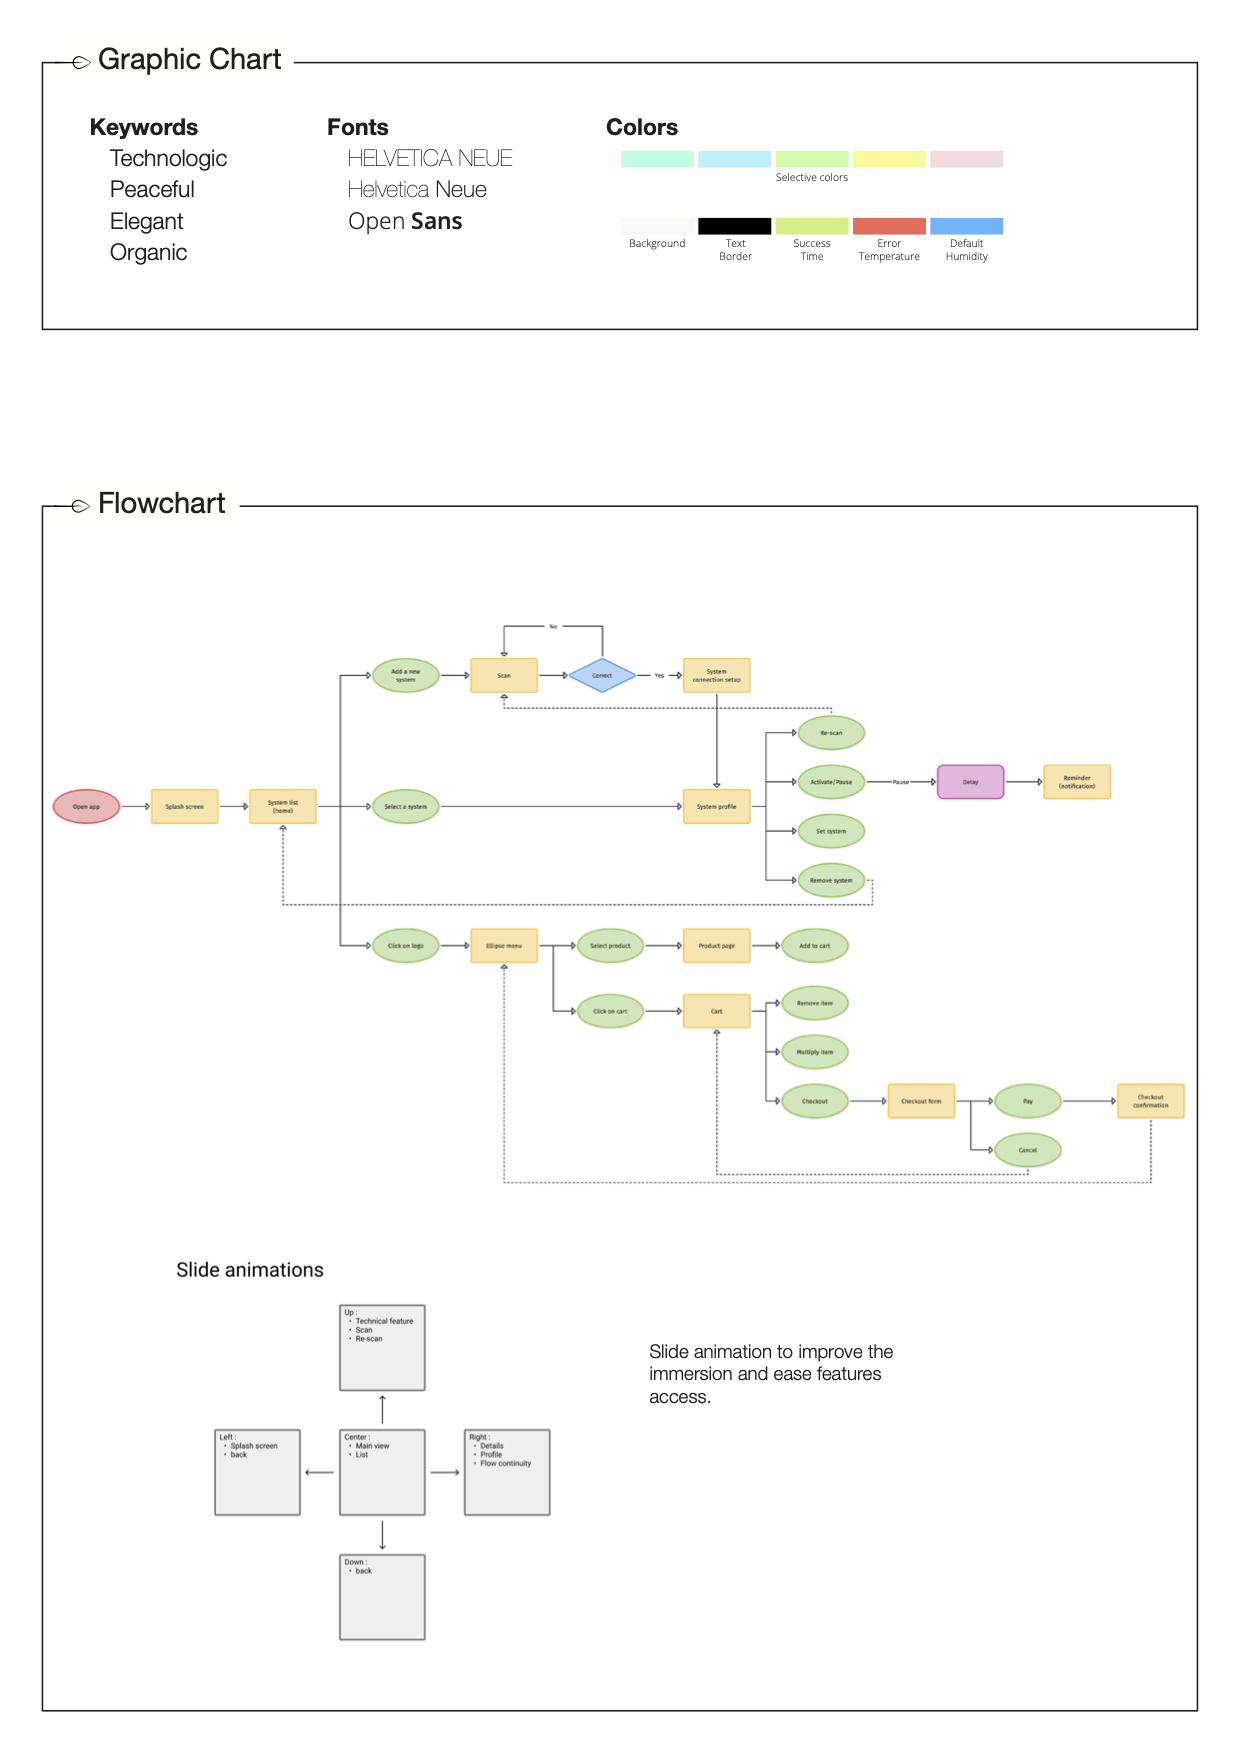 Graphic Chart
Keywords
Technologic
Peaceful
Elegant
Organic
Fonts
HELVETICA NEUE
Helvetica Neue
Open Sans
Colors
Selective colors
Background
Text
Border
Success
Time
Error
Temperature
Default
Humidity
Flowchart
No
Add a new
system
Scan
Correct
Yes
System
connection setup
Re-scan
Activate/Pause
Pause
Delay
Reminder
(notification)
Open app
Splash screen
System list
(home)
Select a system
System profile
Set system
Remove system
Click on logo
Ellipse menu
Select product
Product page
Add to cart
Click on cart
Cart
Remove item
Multiply item
Checkout
Checkout form
Pay
Checkout
confirmation
Cancel
Slide animations
Up :
• Technical feature
• Scan
• Re-scan
Left :
• Splash screen
• back
Center :
• Main view
• List
Right :
• Details
• Profile
• Flow continuity
Down :
• back
Slide animation to improve the
immersion and ease features
access.